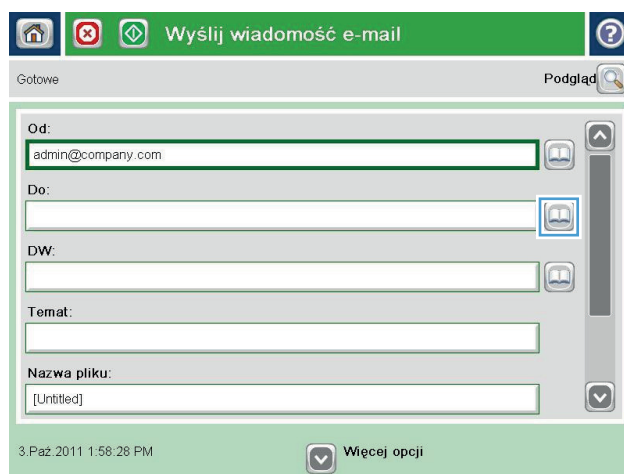 Wyślij wiadomość e-mail
?
Gotowe
Podgląd
Od:
admin@company.com
Do:
DW:
Temat:
Nazwa pliku:
[Untitled]
3.Paź.2011 1:58:28 PM
Więcej opcji